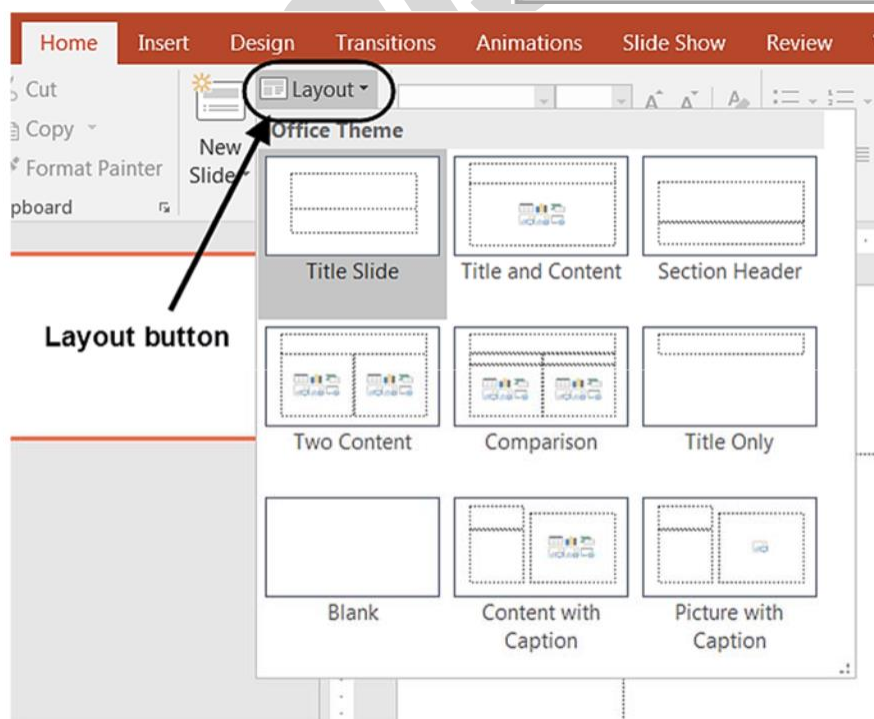 Home Insert Design Transitions Animations Slide Show Review
Cut
Layout
Copy
New
Slide
Format Painter
pboard
Office Theme
Title Slide
Title and Content
Section Header
Layout button
Two Content
Comparison
Title Only
Blank
Content with
Caption
Picture with
Caption